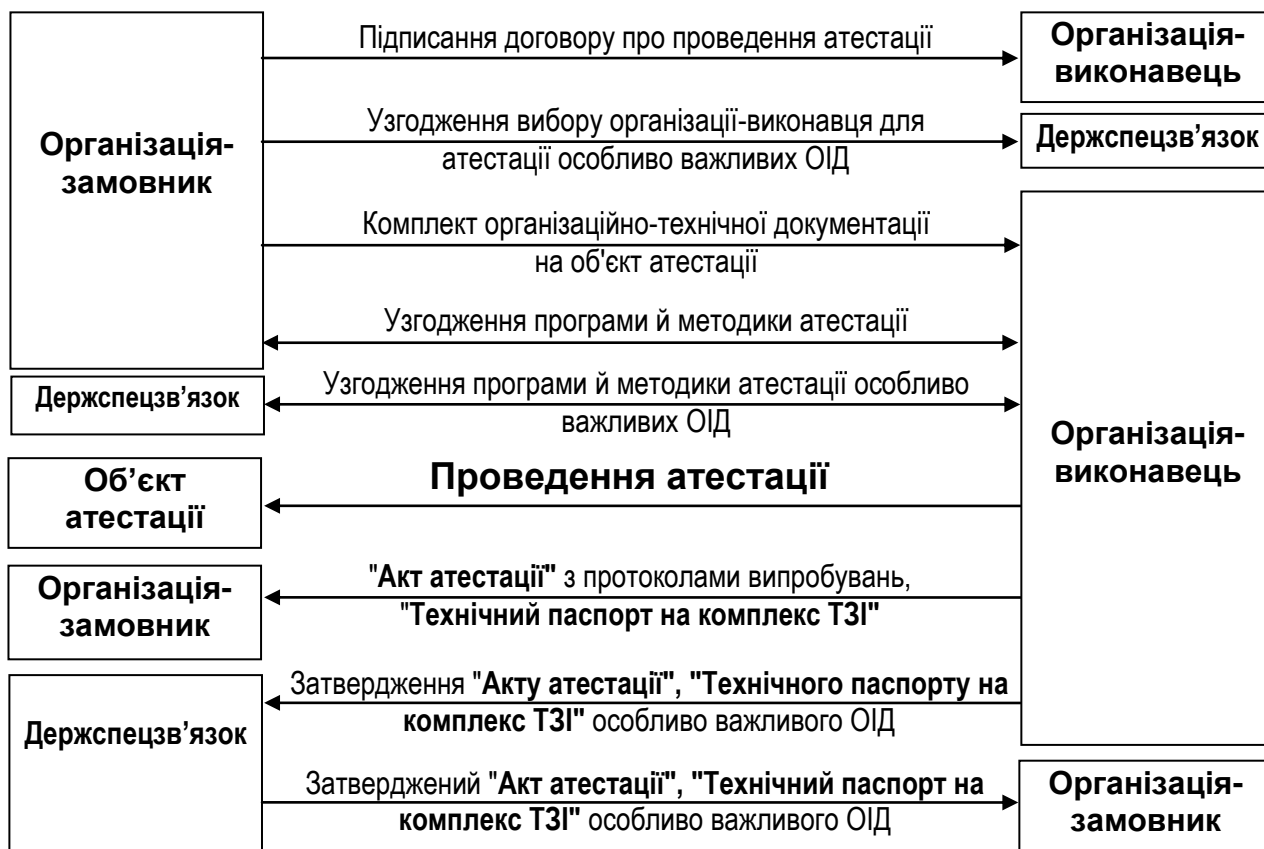 Підписання договору про проведення атестації
Організація-
виконавець
Організація-
замовник
Узгодження вибору організації-виконавця для
атестації особливо важливих ОІД
Держспецзв’язок
Комплект організаційно-технічної документації
на об'єкт атестації
Узгодження програми й методики атестації
Держспецзв’язок
Узгодження програми й методики атестації особливо
важливих ОІД
Організація-
виконавець
Об’єкт
атестації
Проведення атестації
Організація-
замовник
"Акт атестації" з протоколами випробувань,
"Технічний паспорт на комплекс ТЗІ"
Держспецзв’язок
Затвердження "Акту атестації", "Технічного паспорту на
комплекс ТЗІ" особливо важливого ОІД
Затверджений "Акт атестації", "Технічний паспорт на
комплекс ТЗІ" особливо важливого ОІД
Організація-
замовник